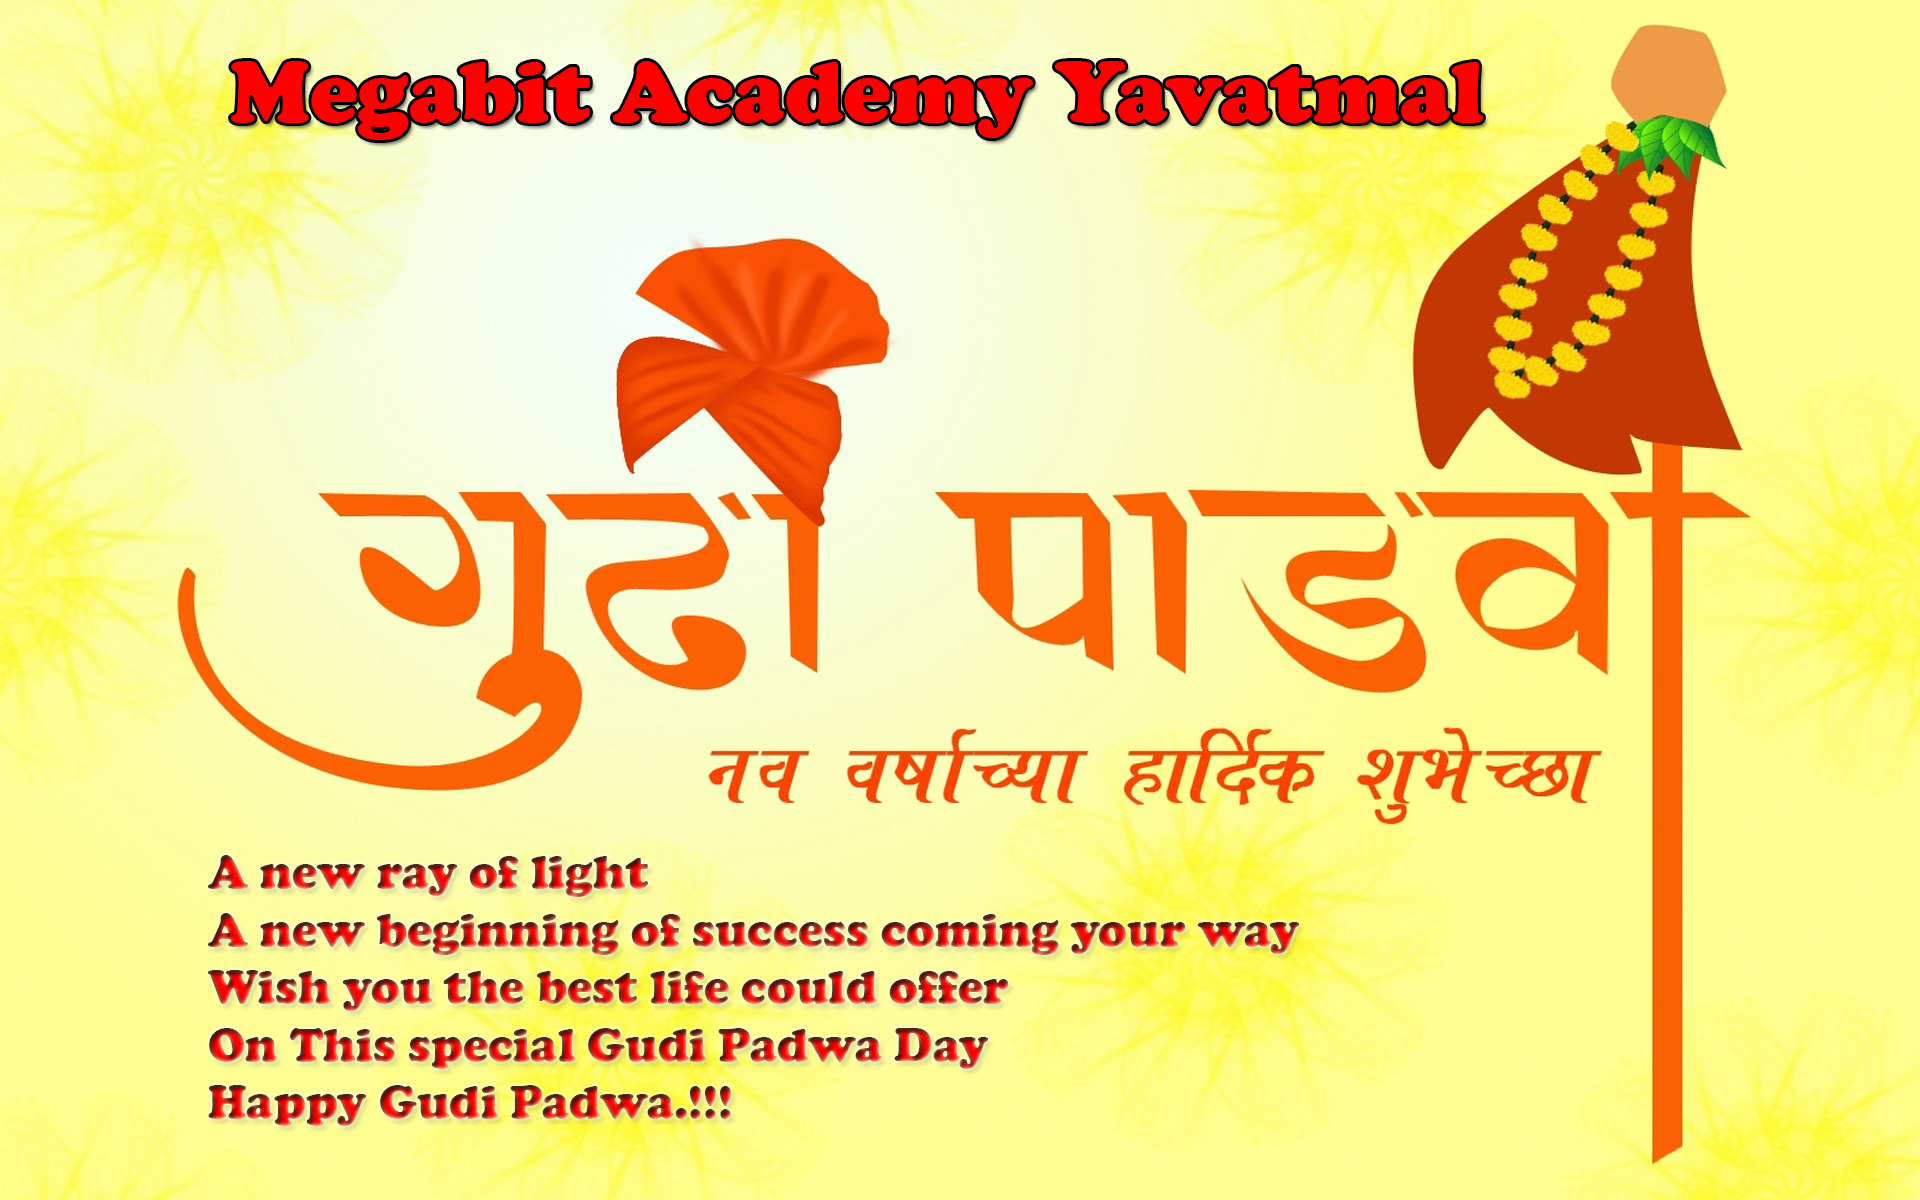 Megabit Academy Yavatmal
गुढी पाडवा
नव वर्षाच्या हार्दिक शुभेच्छा
A new ray of light
A new beginning of success coming your way
Wish you the best life could offer
On This special Gudi Padwa Day
Happy Gudi Padwa.!!!